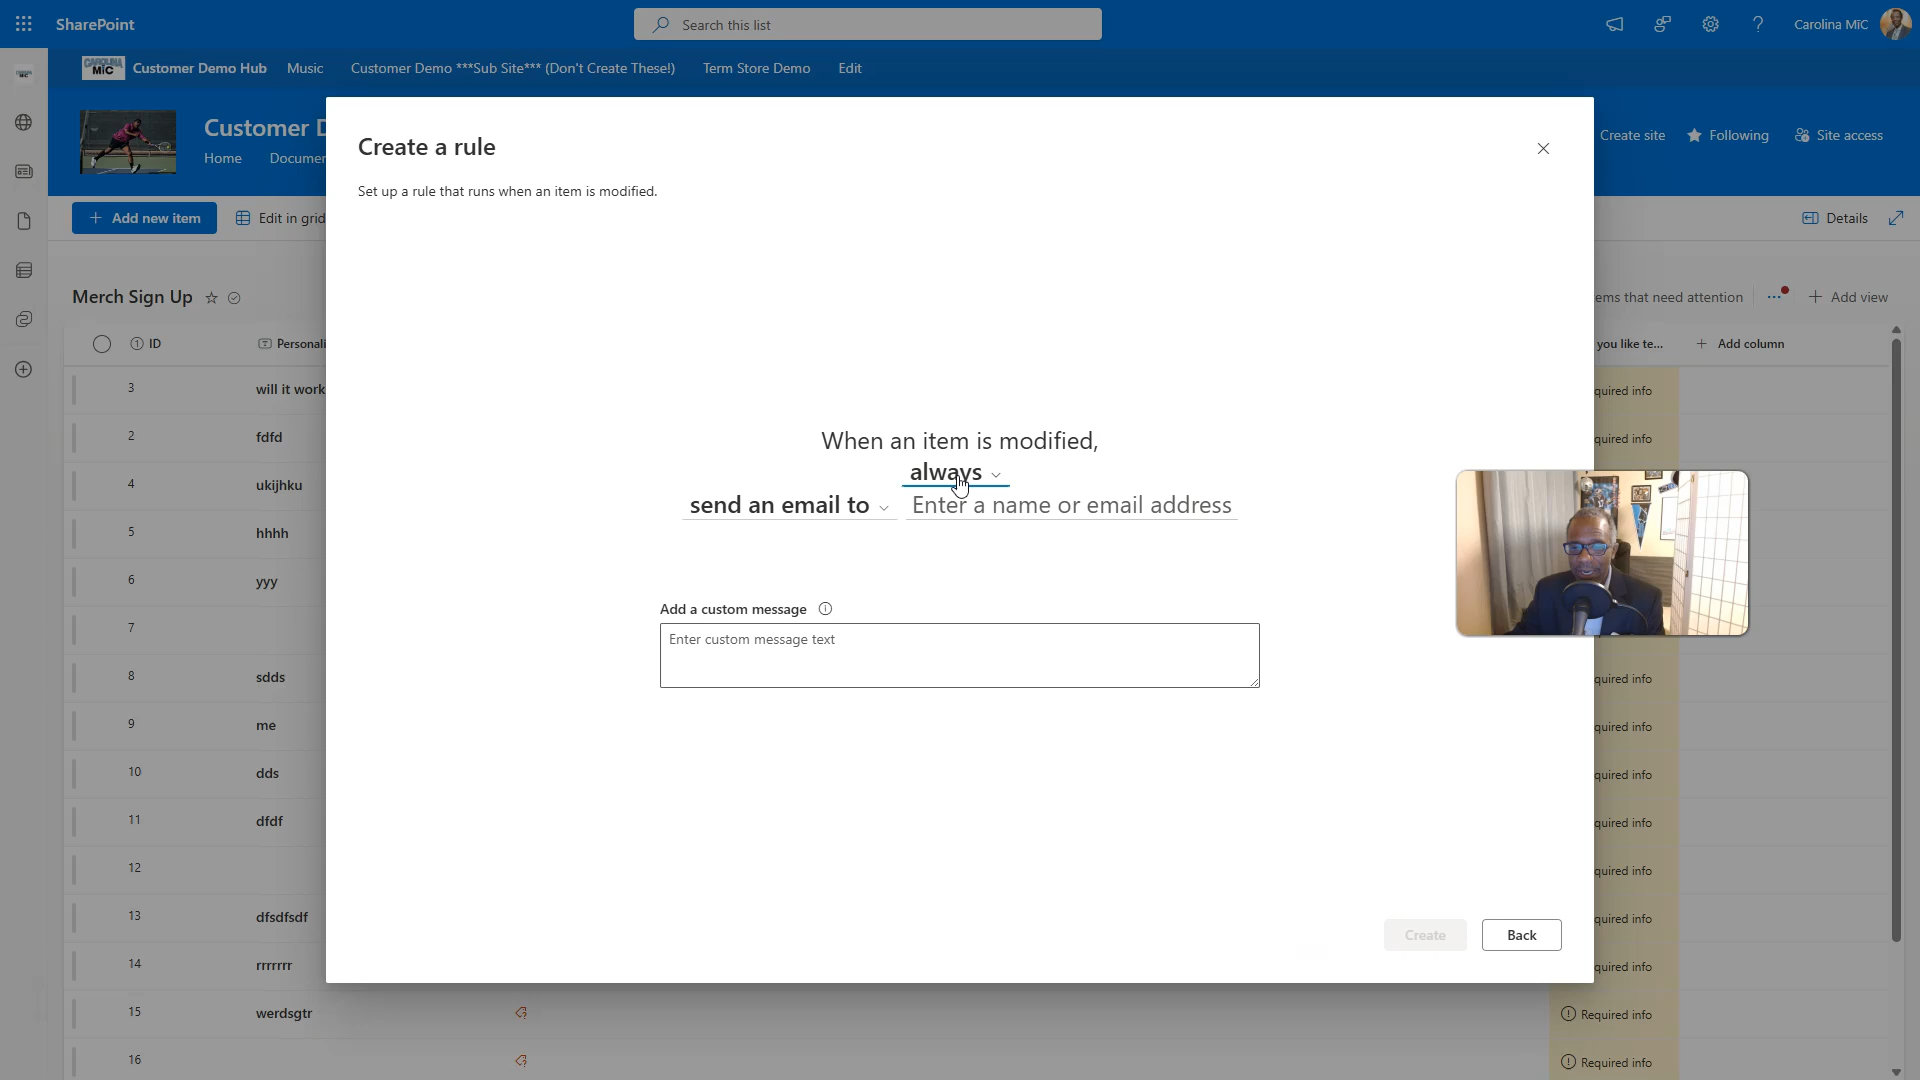 SharePoint
Search this list
Carolina MiC
CAROLINA
MiC
Customer Demo Hub
Music
Customer Demo ***Sub Site*** (Don't Create These!)
Term Store Demo
Edit
Customer D
Home
Documen
Create site
Following
Site access
Add new item
Edit in grid
Details
Merch Sign Up
ems that need attention
Add view
ID
Personali
you like te...
Add column
3
will it work
quired info
2
fdfd
quired info
4
ukijhku
5
hhhh
6
yyy
7
8
sdds
quired info
9
me
quired info
10
dds
quired info
11
dfdf
quired info
12
quired info
13
dfsdfsdf
quired info
14
rrrrrrr
quired info
15
werdsgtr
Required info
16
Required info
Create a rule
Set up a rule that runs when an item is modified.
When an item is modified,
always
send an email to
Enter a name or email address
Add a custom message
Enter custom message text
Create
Back